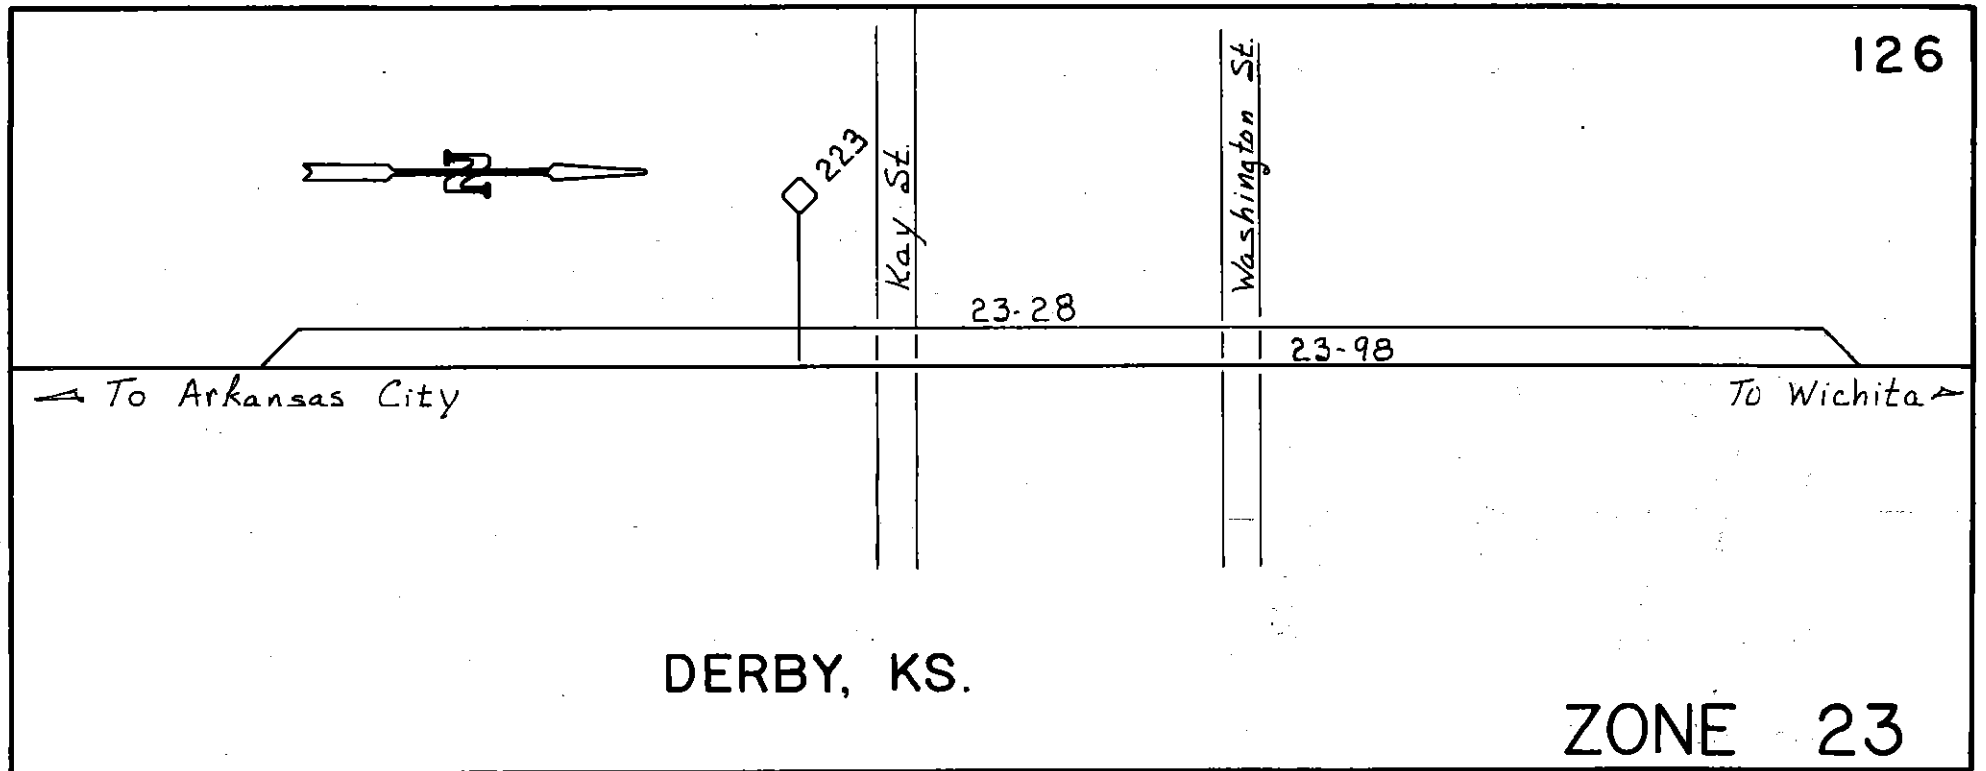 126
N
223
Kay St.
Washington St.
23-28
23-98
To Arkansas City
To Wichita
DERBY, KS.
ZONE 23